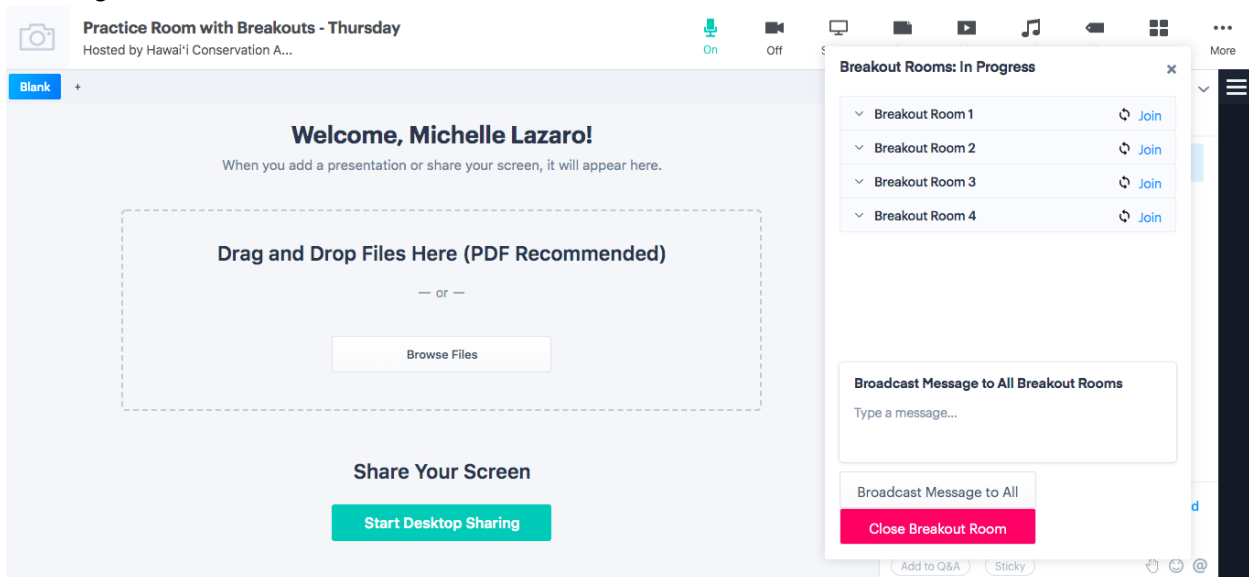 Practice Room with Breakouts - Thursday
Hosted by Hawai'i Conservation A...
On
Off
More
Blank
+
Welcome, Michelle Lazaro!
When you add a presentation or share your screen, it will appear here.
Drag and Drop Files Here (PDF Recommended)
— or —
Browse Files
Share Your Screen
Start Desktop Sharing
Breakout Rooms: In Progress
Breakout Room 1 Join
Breakout Room 2 Join
Breakout Room 3 Join
Breakout Room 4 Join
Broadcast Message to All Breakout Rooms
Type a message...
Broadcast Message to All
Close Breakout Room
d
Add to Q&A Sticky @